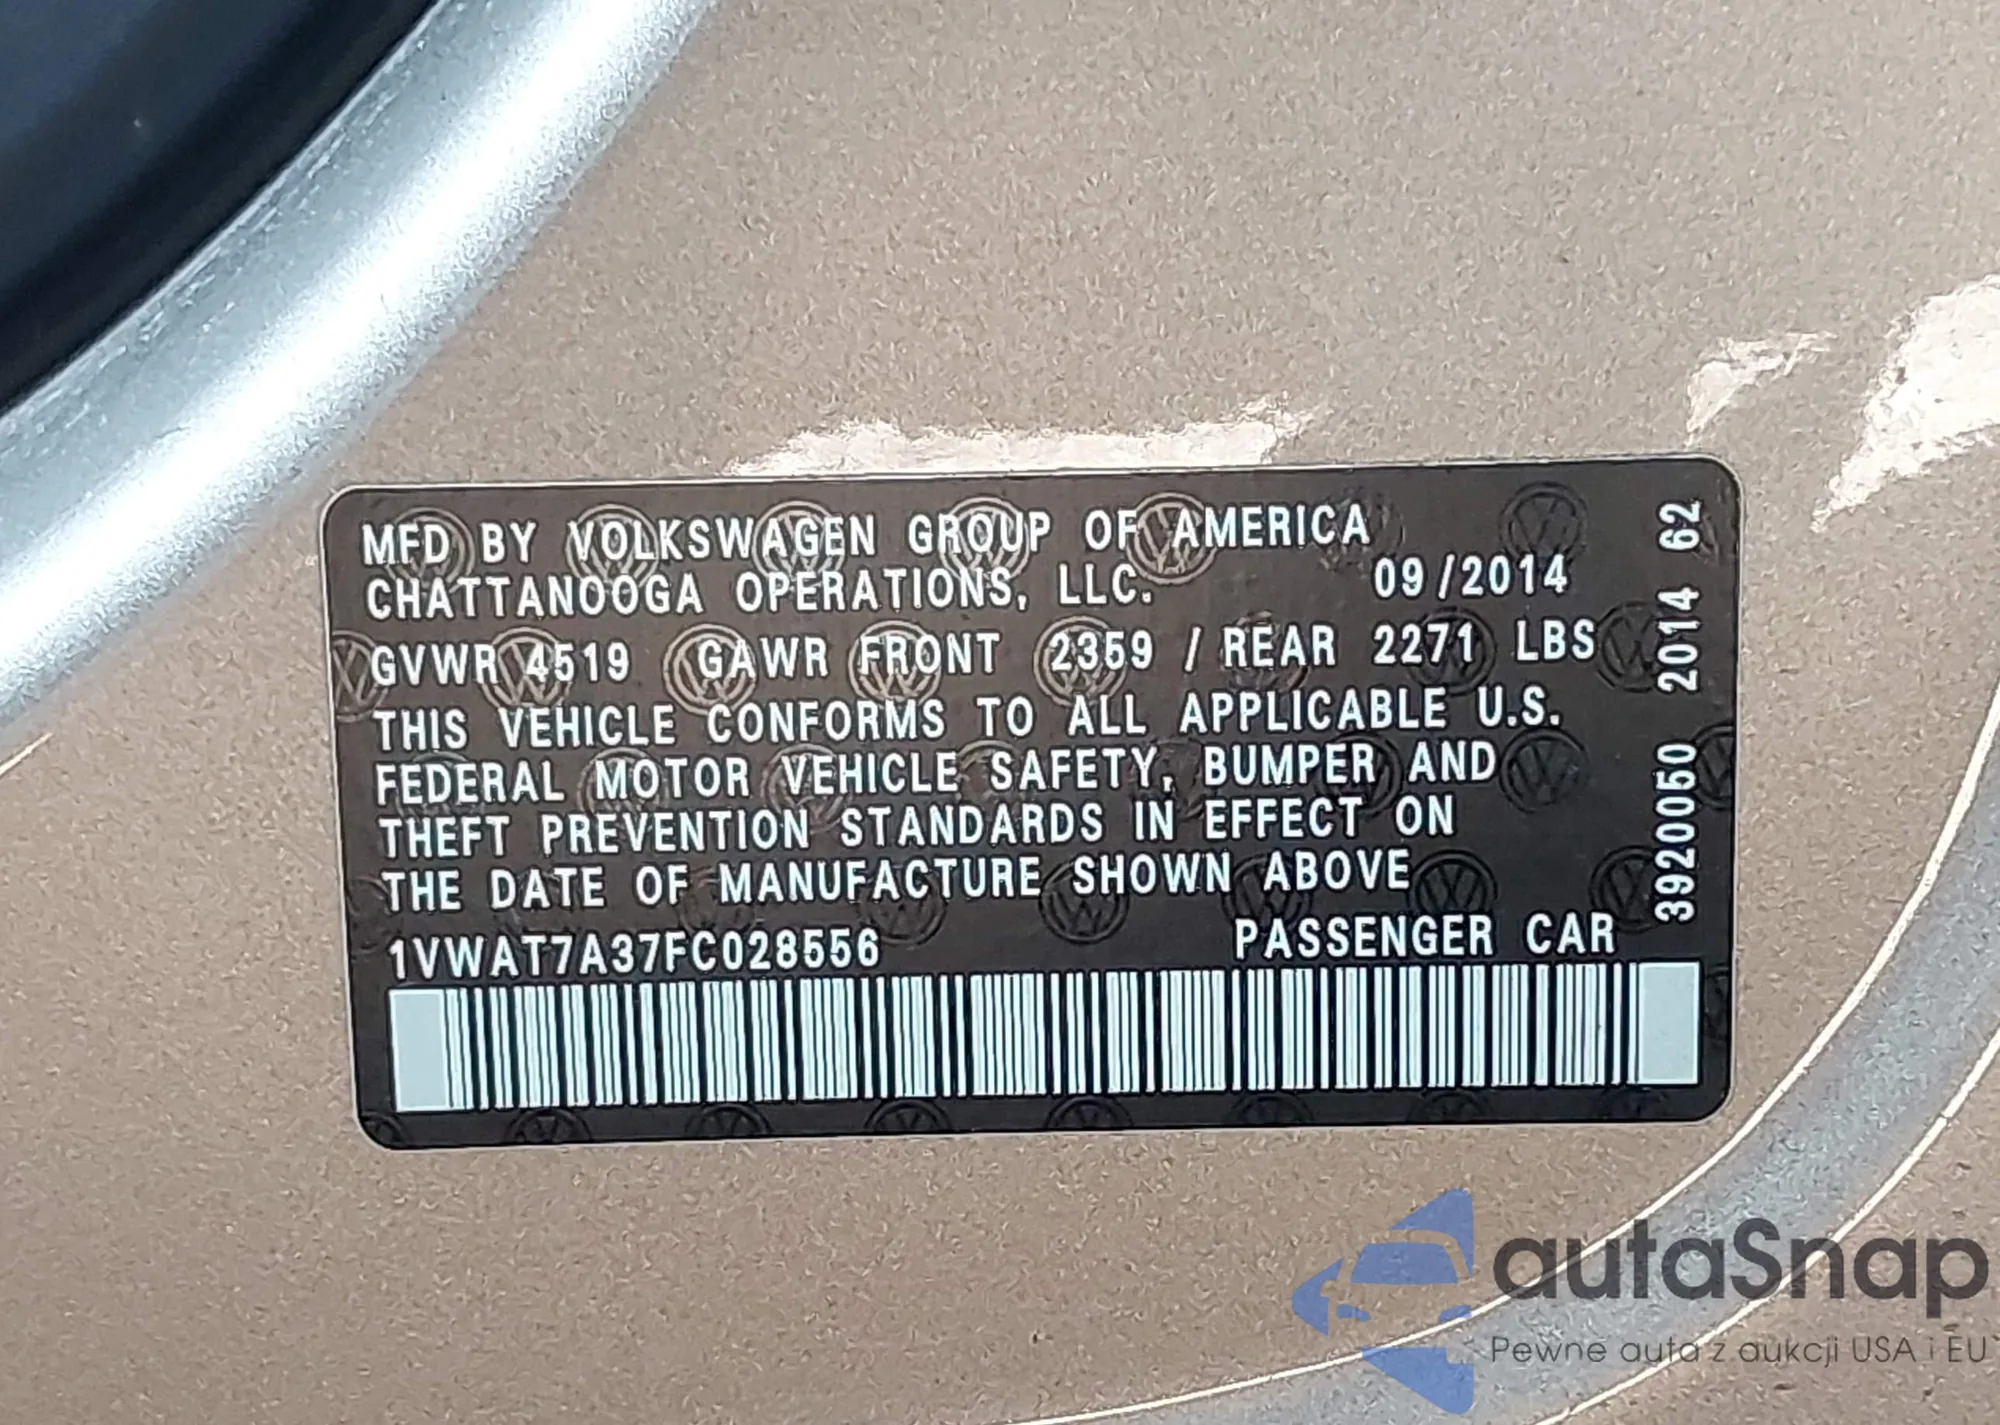 MFD BY VOLKSWAGEN GROUP OF AMERICA
CHATTANOOGA OPERATIONS, LLC. 09/2014
GVWR 4519 GAWR FRONT 2359 / REAR 2271 LBS
THIS VEHICLE CONFORMS TO ALL APPLICABLE U.S.
FEDERAL MOTOR VEHICLE SAFETY, BUMPER AND
THEFT PREVENTION STANDARDS IN EFFECT ON
THE DATE OF MANUFACTURE SHOWN ABOVE
1VWAT7A37FC028556 PASSENGER CAR
3920050 2014 62
autaSnap
Pewne auta z aukcji USA i EU